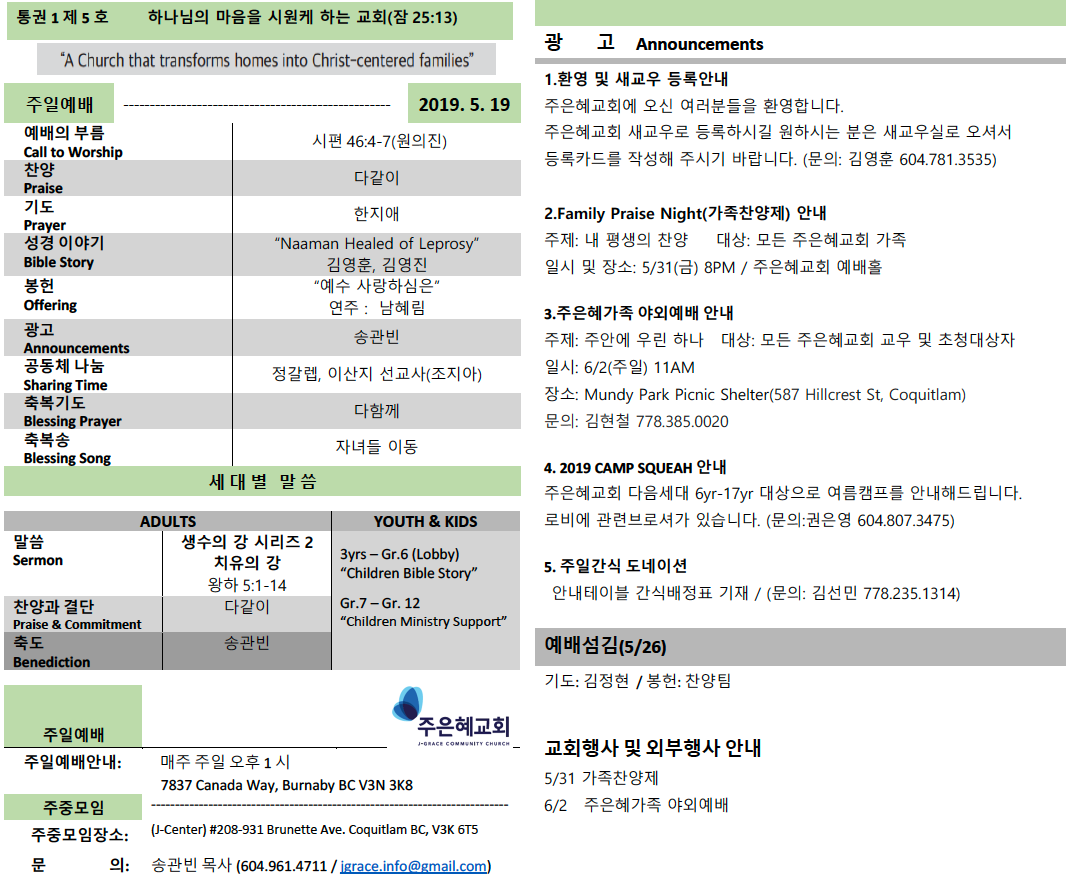 통권 1 제 5 호 하나님의 마음을 시원케 하는 교회(잠 25:13)
“A Church that transforms homes into Christ-centered families”
주일예배 ------------------------------------------------ 2019. 5. 19
예배의 부름
Call to Worship
시편 46:4-7(원의진)
찬양
Praise
다같이
기도
Prayer
한지애
성경 이야기
Bible Story
“Naaman Healed of Leprosy”
김영훈, 김영진
봉헌
Offering
“예수 사랑하심은”
연주 : 남혜림
광고
Announcements
송관빈
공동체 나눔
Sharing Time
정갈렙, 이산지 선교사(조지아)
축복기도
Blessing Prayer
다함께
축복송
Blessing Song
자녀들 이동
세대별 말씀
ADULTS
YOUTH & KIDS
말씀
Sermon
생수의 강 시리즈 2
치유의 강
왕하 5:1-14
3yrs – Gr.6 (Lobby)
“Children Bible Story”
Gr.7 – Gr. 12
“Children Ministry Support”
찬양과 결단
Praise & Commitment
다같이
축도
Benediction
송관빈
주은혜교회
J-GRACE COMMUNITY CHURCH
주일예배
주일예배안내: 매주 주일 오후 1 시
7837 Canada Way, Burnaby BC V3N 3K8
주중모임 ------------------------------------------------------------------------
주중모임장소: (J-Center) #208-931 Brunette Ave. Coquitlam BC, V3K 6T5
문 의: 송관빈 목사 (604.961.4711 / jgrace.info@gmail.com)
광 고 Announcements
1.환영 및 새교우 등록안내
주은혜교회에 오신 여러분들을 환영합니다.
주은혜교회 새교우로 등록하시길 원하시는 분은 새교우실로 오셔서
등록카드를 작성해 주시기 바랍니다. (문의: 김영훈 604.781.3535)
2.Family Praise Night(가족찬양제) 안내
주제: 내 평생의 찬양 대상: 모든 주은혜교회 가족
일시 및 장소: 5/31(금) 8PM / 주은혜교회 예배홀
3.주은혜가족 야외예배 안내
주제: 주안에 우린 하나 대상: 모든 주은혜교회 교우 및 초청대상자
일시: 6/2(주일) 11AM
장소: Mundy Park Picnic Shelter(587 Hillcrest St, Coquitlam)
문의: 김현철 778.385.0020
4. 2019 CAMP SQUEAH 안내
주은혜교회 다음세대 6yr-17yr 대상으로 여름캠프를 안내해드립니다.
로비에 관련브로셔가 있습니다. (문의:권은영 604.807.3475)
5. 주일간식 도네이션
안내테이블 간식배정표 기재 / (문의: 김선민 778.235.1314)
예배섬김(5/26)
기도: 김정현 / 봉헌: 찬양팀
교회행사 및 외부행사 안내
5/31 가족찬양제
6/2 주은혜가족 야외예배